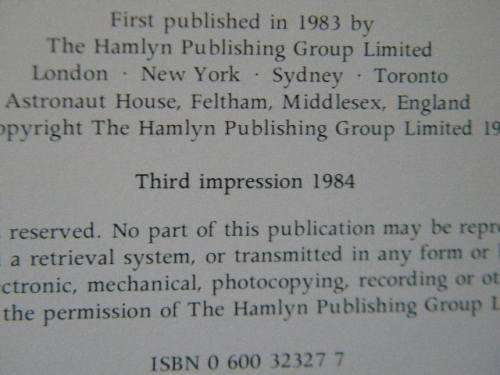 First published in 1983 by
The Hamlyn Publishing Group Limited
London · New York · Sydney · Toronto
Astronaut House, Feltham, Middlesex, England
opyright The Hamlyn Publishing Group Limited 19
Third impression 1984
s reserved. No part of this publication may be repro
a retrieval system, or transmitted in any form or
ectronic, mechanical, photocopying, recording or ot
the permission of The Hamlyn Publishing Group L
ISBN 0 600 32327 7